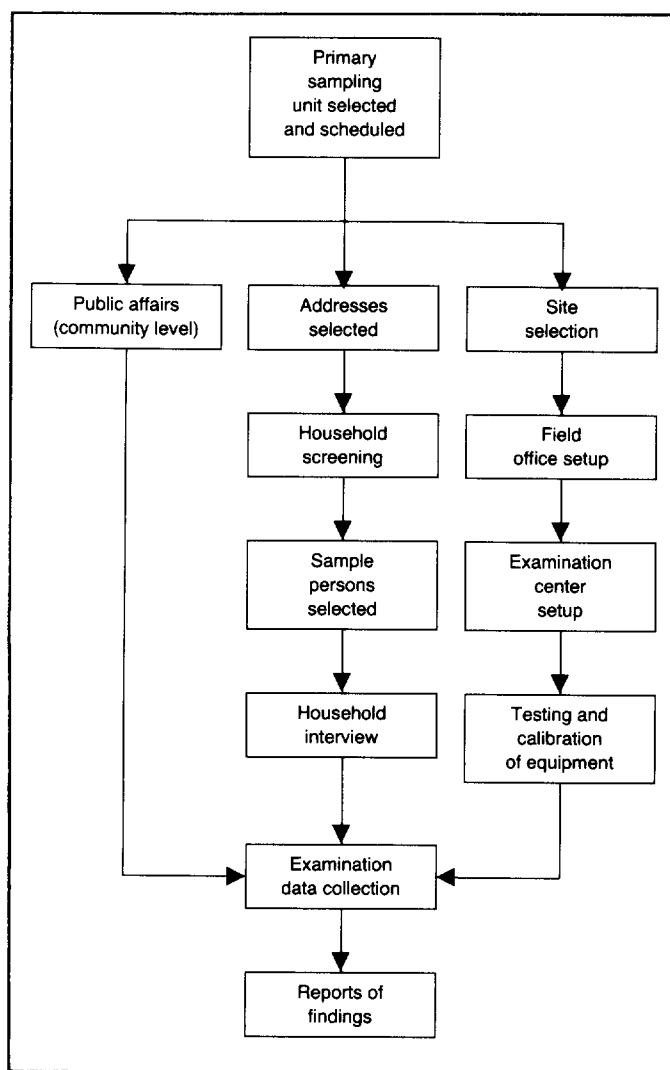 Primary
sampling
unit selected
and scheduled
Public affairs
(community level)
Addresses
selected
Site
selection
Household
screening
Field
office setup
Sample
persons
selected
Examination
center
setup
Household
interview
Testing and
calibration
of equipment
Examination
data collection
Reports of
findings